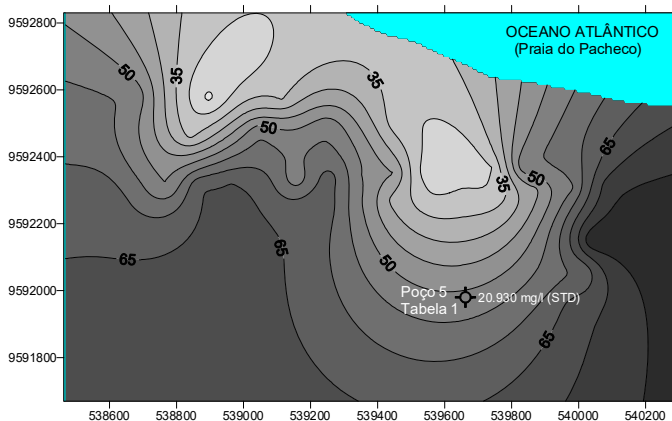 OCEANO ATLÂNTICO
(Praia do Pacheco)
9592800
9592600
9592400
9592200
9592000
9591800
50
35
35
65
50
50
35
65
65
50
65
Poço 5
Tabela 1
20.930 mg/l (STD)
538600 538800 539000 539200 539400 539600 539800 540000 540200